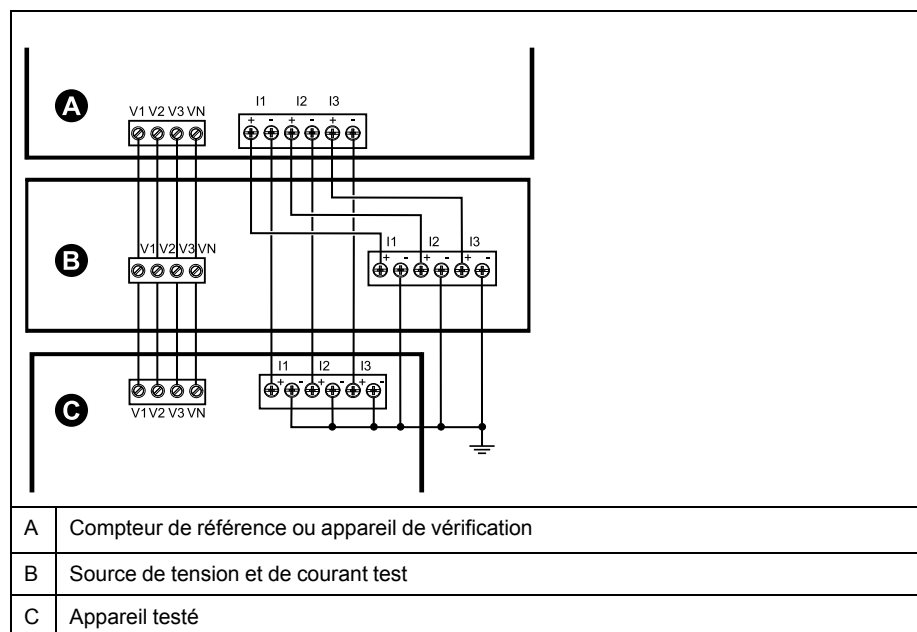 A
V1 V2 V3 VN
I1 I2 I3
+ - + - + -
B
V1 V2 V3 VN
I1 I2 I3
+ - + - + -
C
I1 I2 I3
+ - + - + -
V1 V2 V3 VN
A Compteur de référence ou appareil de vérification
B Source de tension et de courant test
C Appareil testé